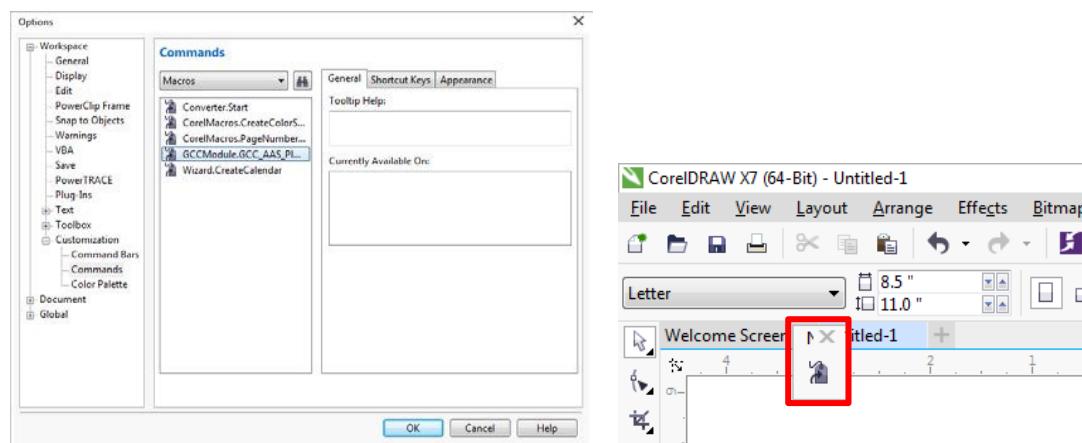 Options
Workspace
General
Display
Edit
PowerClip Frame
Snap to Objects
Warnings
VBA
Save
PowerTRACE
Plug-Ins
Text
Toolbox
Customization
Command Bars
Commands
Color Palette
Document
Global
Commands
Macros
Converter.Start
CorelMacros.CreateColorS...
CorelMacros.PageNumber...
GCCModule.GCC_AAS_Pl...
Wizard.CreateCalendar
General Shortcut Keys Appearance
Tooltip Help:
Currently Available On:
OK Cancel Help
CorelDRAW X7 (64-Bit) - Untitled-1
File Edit View Layout Arrange Effects Bitmap
Letter
8.5 "
11.0 "
Welcome Screen itled-1
4 2 1